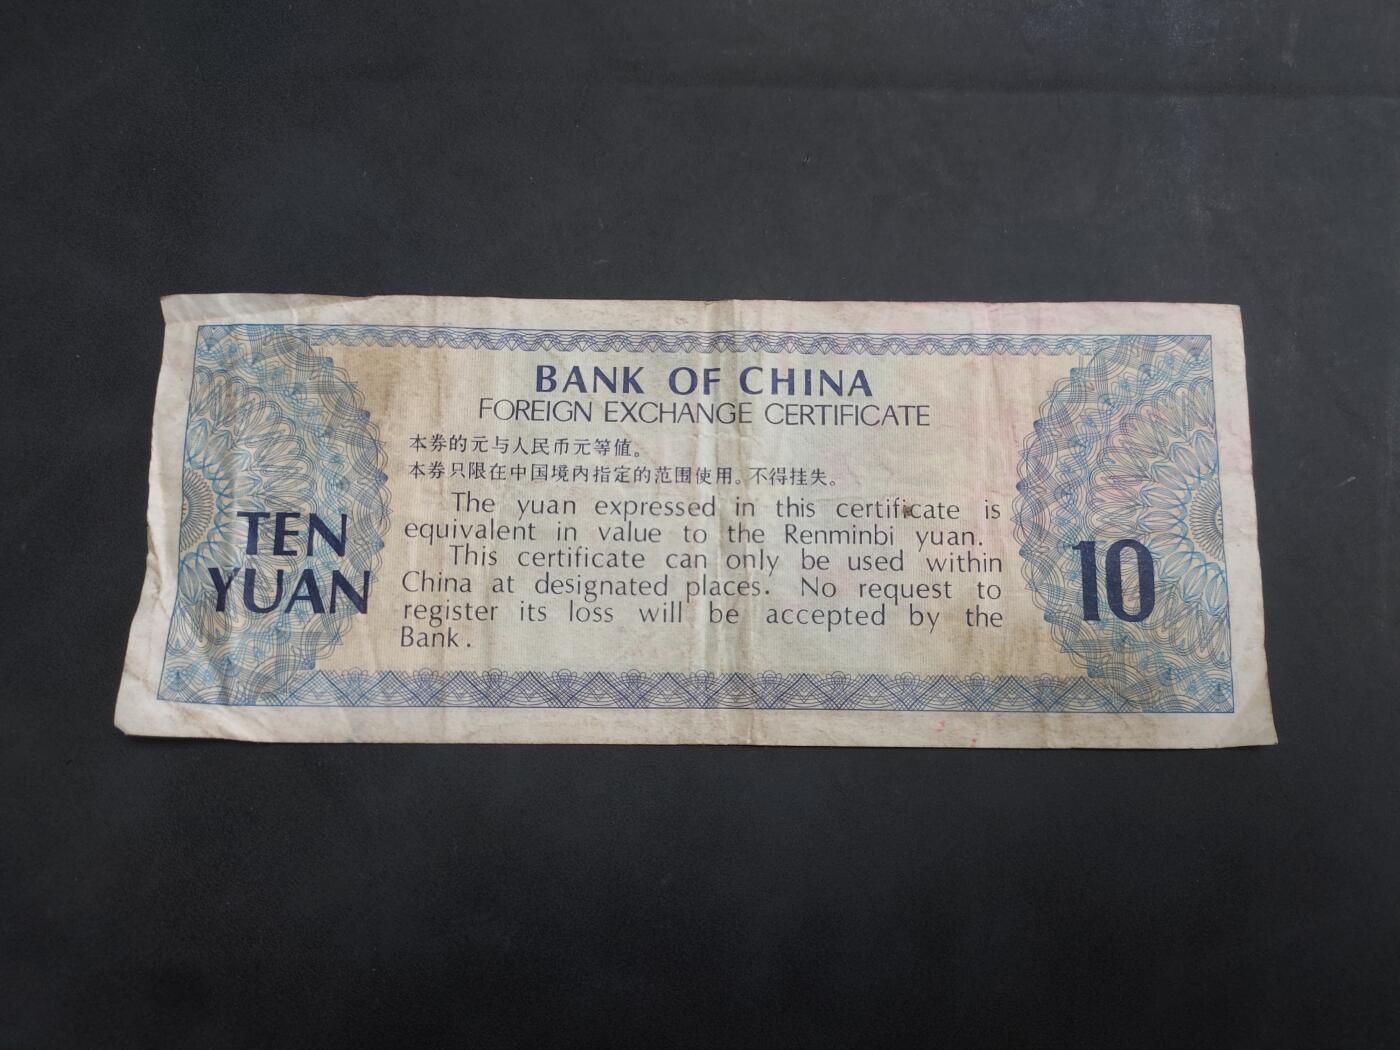 BANK OF CHINA
FOREIGN EXCHANGE CERTIFICATE
本券的元与人民币元等值。
本券只限在中国境内指定的范围使用。不得挂失。
The yuan expressed in this certificate is
equivalent in value to the Renminbi yuan.
This certificate can only be used within
China at designated places. No request to
register its loss will be accepted by the
Bank.
TEN
YUAN
10